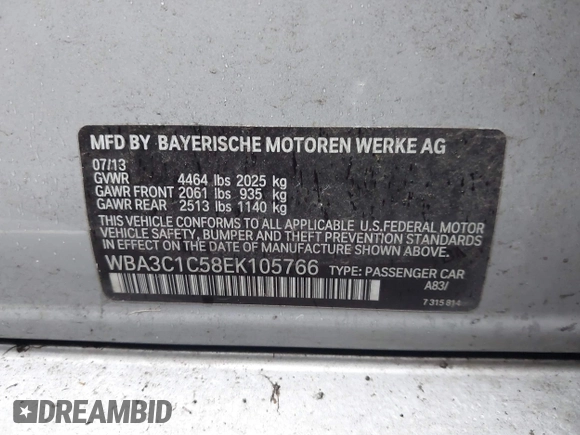 MFD BY BAYERISCHE MOTOREN WERKE AG
07/13
GVWR 4464 lbs 2025 kg
GAWR FRONT 2061 lbs 935 kg
GAWR REAR 2513 lbs 1140 kg
THIS VEHICLE CONFORMS TO ALL APPLICABLE U.S.FEDERAL MOTOR
VEHICLE SAFETY, BUMPER, AND THEFT PREVENTION
STANDARDS IN EFFECT ON THE DATE OF MANUFACTURE SHOWN ABOVE.
WBA3C1C58EK105766 TYPE: PASSENGER CAR
A83/
7 315 814
DREAMBID